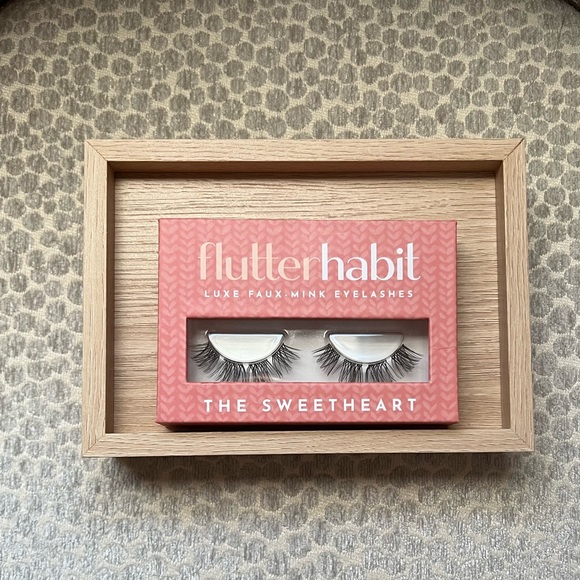 flutterhabit
LUXE FAUX-MINK EYELASHES
THE SWEETHEART